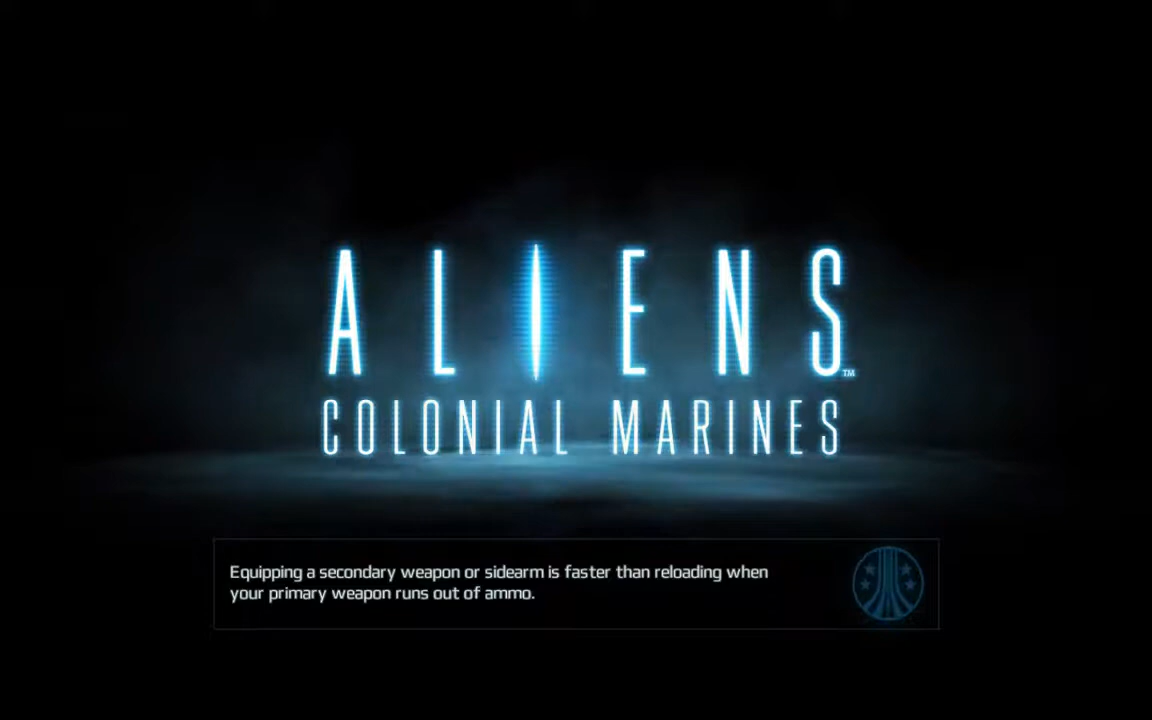 ALIENS™
COLONIAL MARINES
Equipping a secondary weapon or sidearm is faster than reloading when
your primary weapon runs out of ammo.